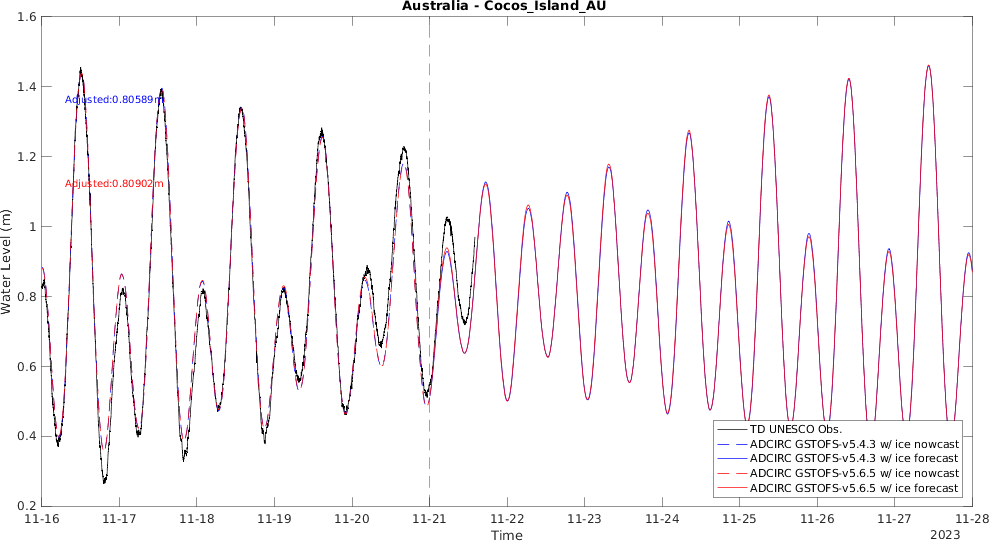 Australia - Cocos_Island_AU
1.6
1.4
1.2
1
0.8
0.6
0.4
0.2
Water Level (m)
Adjusted:0.80589m
Adjusted:0.80902m
TD UNESCO Obs.
ADCIRC GSTOFS-v5.4.3 w/ ice nowcast
ADCIRC GSTOFS-v5.4.3 w/ ice forecast
ADCIRC GSTOFS-v5.6.5 w/ ice nowcast
ADCIRC GSTOFS-v5.6.5 w/ ice forecast
11-16 11-17 11-18 11-19 11-20 11-21 11-22 11-23 11-24 11-25 11-26 11-27 11-28
Time
2023